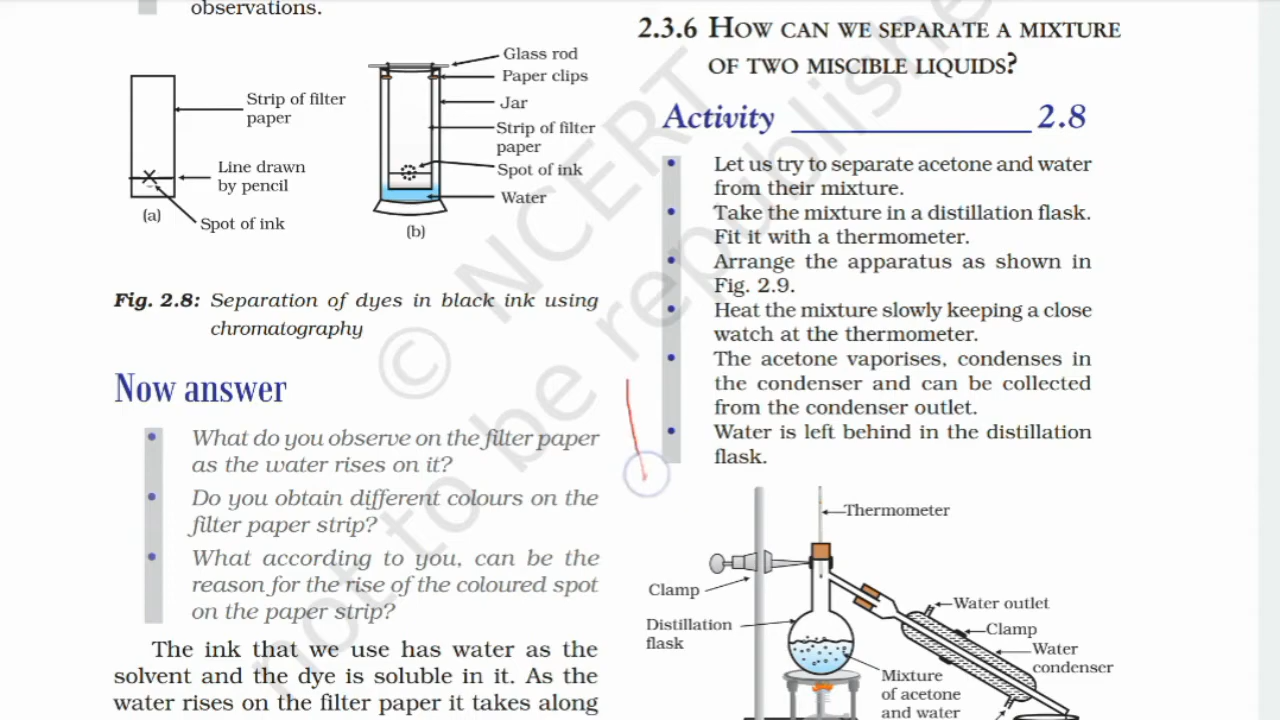 observations.
Glass rod
Paper clips
Strip of filter
paper
Jar
Strip of filter
paper
Line drawn
by pencil
Spot of ink
Spot of ink
Water
(a)
(b)
Fig. 2.8: Separation of dyes in black ink using
chromatography
Now answer
• What do you observe on the filter paper
as the water rises on it?
• Do you obtain different colours on the
filter paper strip?
• What according to you, can be the
reason for the rise of the coloured spot
on the paper strip?
The ink that we use has water as the
solvent and the dye is soluble in it. As the
water rises on the filter paper it takes along
2.3.6 HOW CAN WE SEPARATE A MIXTURE
OF TWO MISCIBLE LIQUIDS?
Activity ____________ 2.8
• Let us try to separate acetone and water
from their mixture.
• Take the mixture in a distillation flask.
Fit it with a thermometer.
• Arrange the apparatus as shown in
Fig. 2.9.
• Heat the mixture slowly keeping a close
watch at the thermometer.
• The acetone vaporises, condenses in
the condenser and can be collected
from the condenser outlet.
• Water is left behind in the distillation
flask.
Thermometer
Clamp
Water outlet
Distillation
flask
Clamp
Water
condenser
Mixture
of acetone
and water
© NCERT
not to be republished